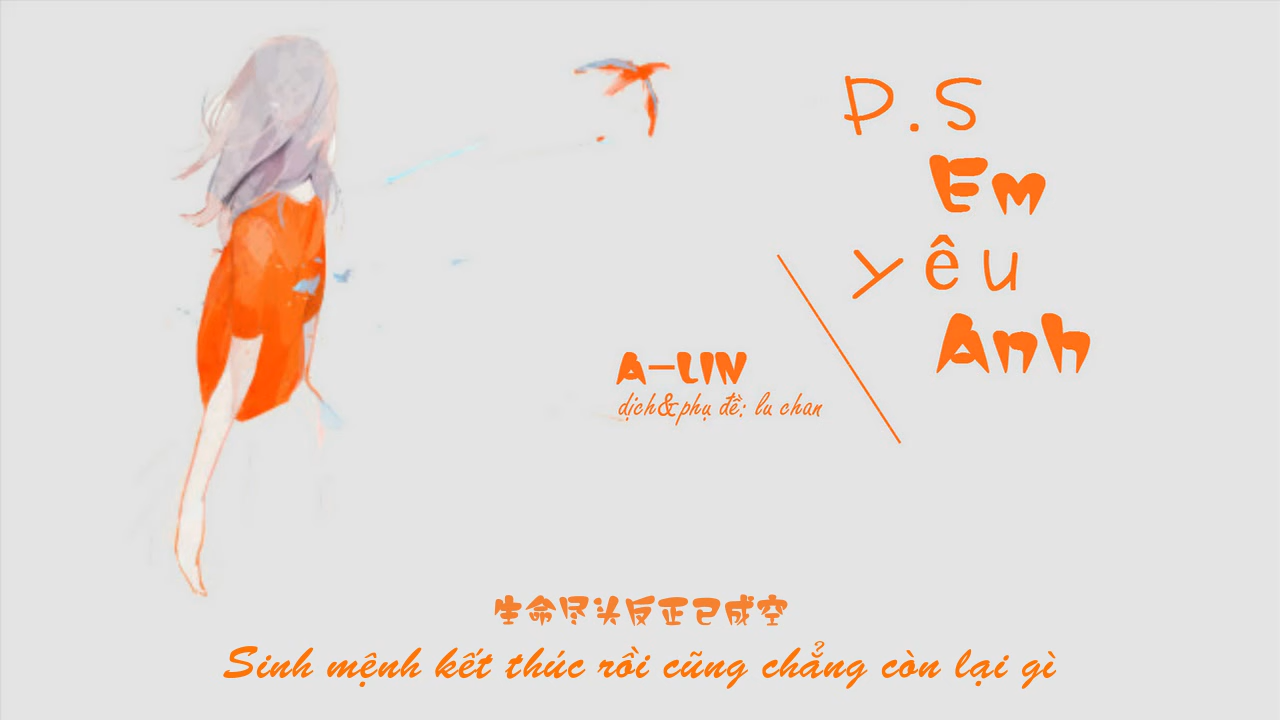 P.S
Em
yêu
Anh
A-LIN
dịch&phụ đề: lu chan
生命尽头反正已成空
Sinh mệnh kết thúc rồi cũng chẳng còn lại gì